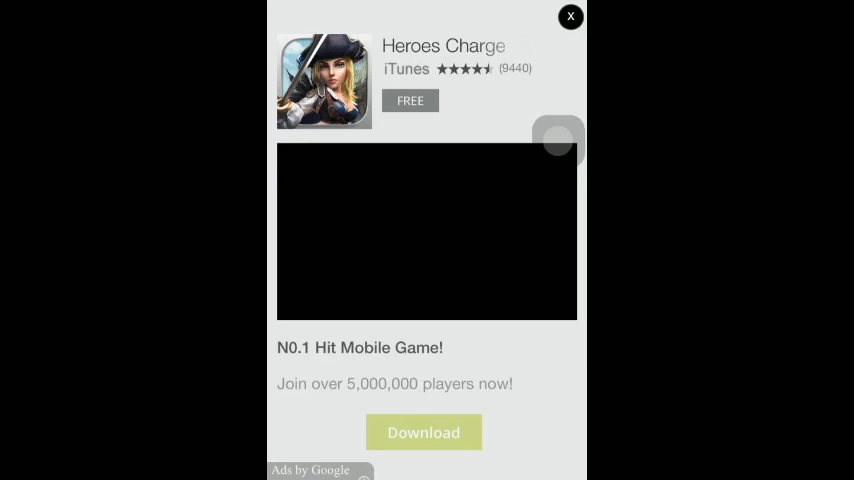 X
Heroes Charge
iTunes (9440)
FREE
N0.1 Hit Mobile Game!
Join over 5,000,000 players now!
Download
Ads by Google